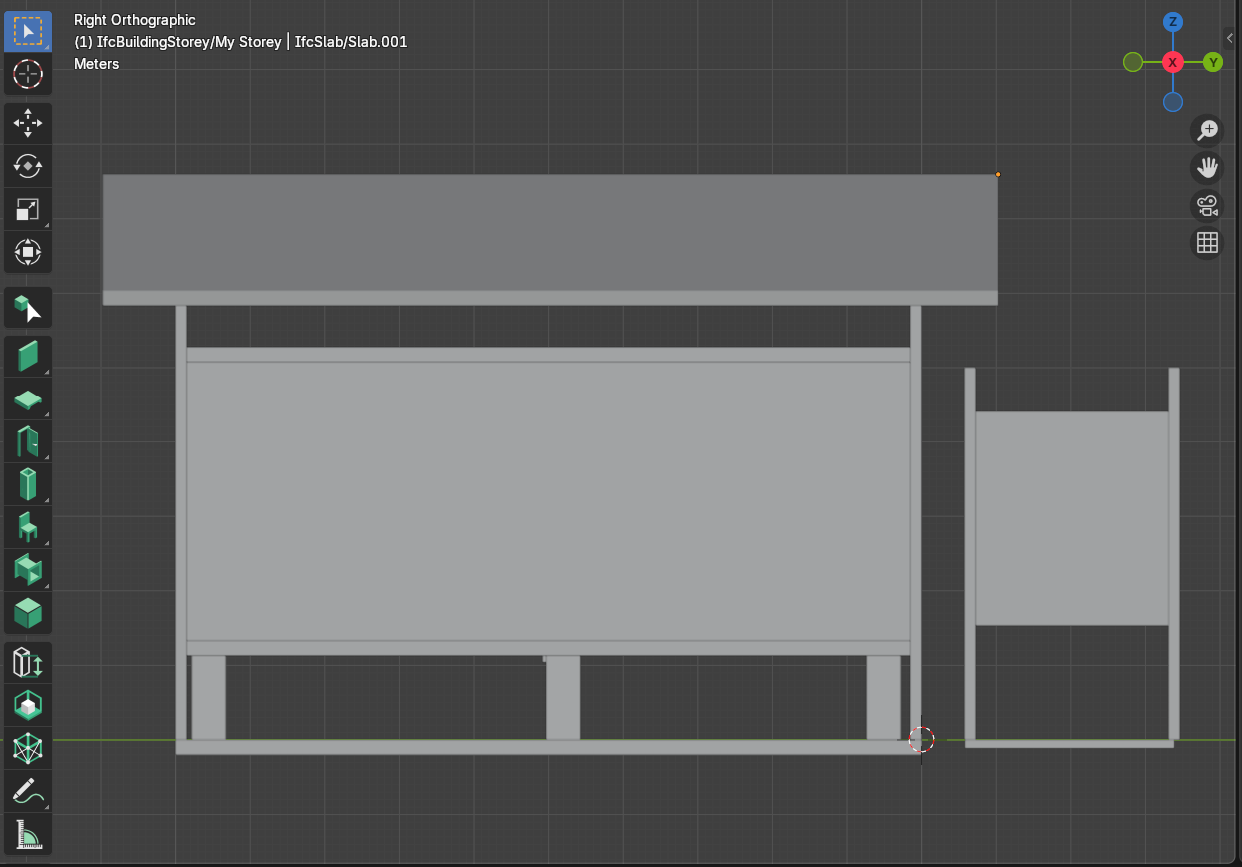 Right Orthographic
(1) IfcBuildingStorey/My Storey | IfcSlab/Slab.001
Meters
Z
X
Y